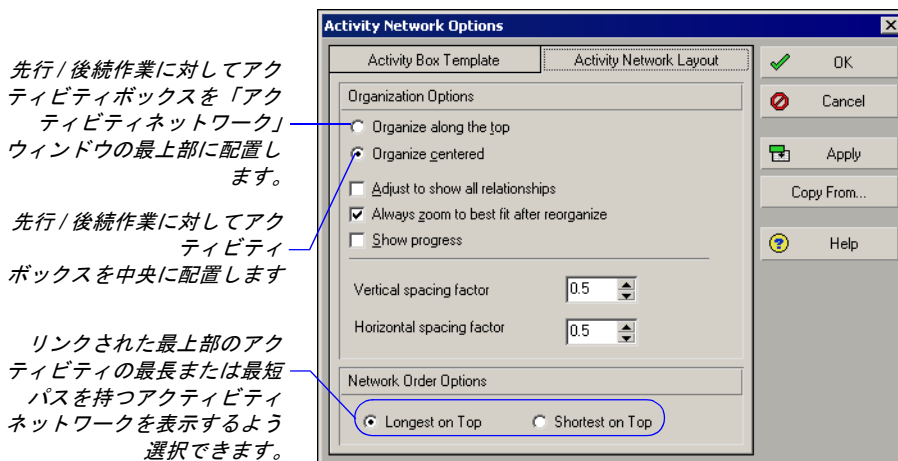 先行 / 後続作業に対してアク
ティビティボックスを「アク
ティビティネットワーク」
ウィンドウの最上部に配置し
ます。
先行 / 後続作業に対してアク
ティビティ
ボックスを中央に配置します
リンクされた最上部のアク
ティビティの最長または最短
パスを持つアクティビティ
ネットワークを表示するよう
選択できます。
Activity Network Options
Activity Box Template
Activity Network Layout
Organization Options
Organize along the top
Organize centered
Adjust to show all relationships
Always zoom to best fit after reorganize
Show progress
Vertical spacing factor
0.5
Horizontal spacing factor
0.5
Network Order Options
Longest on Top
Shortest on Top
OK
Cancel
Apply
Copy From...
Help